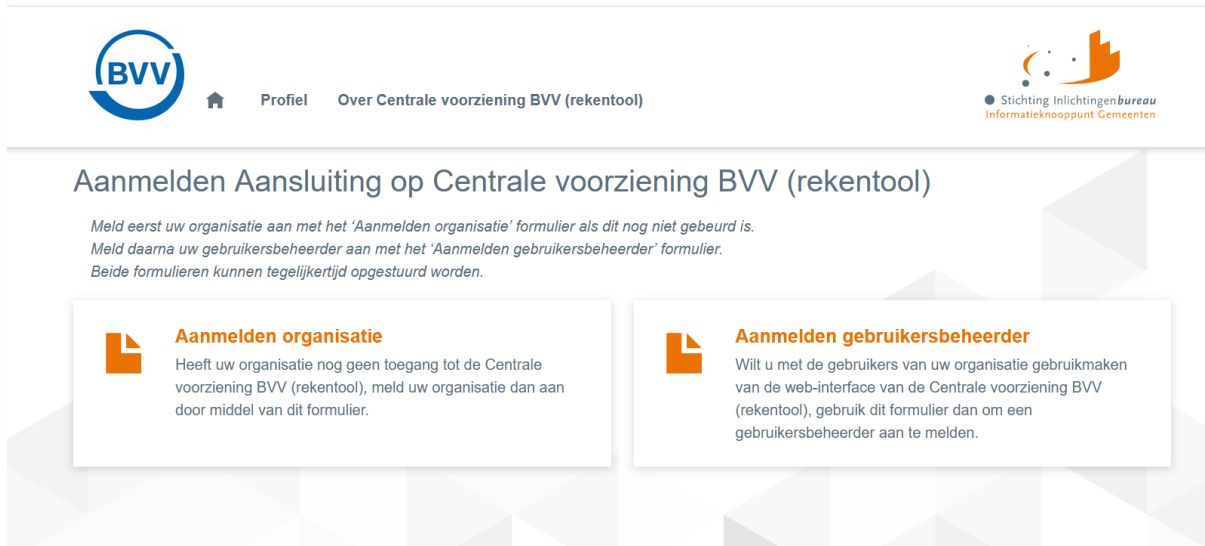 BVV
Profiel
Over Centrale voorziening BVV (rekentool)
Stichting Inlichtingenbureau
Informatieknooppunt Gemeenten
Aanmelden Aansluiting op Centrale voorziening BVV (rekentool)
Meld eerst uw organisatie aan met het ‘Aanmelden organisatie’ formulier als dit nog niet gebeurd is.
Meld daarna uw gebruikersbeheerder aan met het ‘Aanmelden gebruikersbeheerder’ formulier.
Beide formulieren kunnen tegelijkertijd opgestuurd worden.
Aanmelden organisatie
Heeft uw organisatie nog geen toegang tot de Centrale
voorziening BVV (rekentool), meld uw organisatie dan aan
door middel van dit formulier.
Aanmelden gebruikersbeheerder
Wilt u met de gebruikers van uw organisatie gebruikmaken
van de web-interface van de Centrale voorziening BVV
(rekentool), gebruik dit formulier dan om een
gebruikersbeheerder aan te melden.